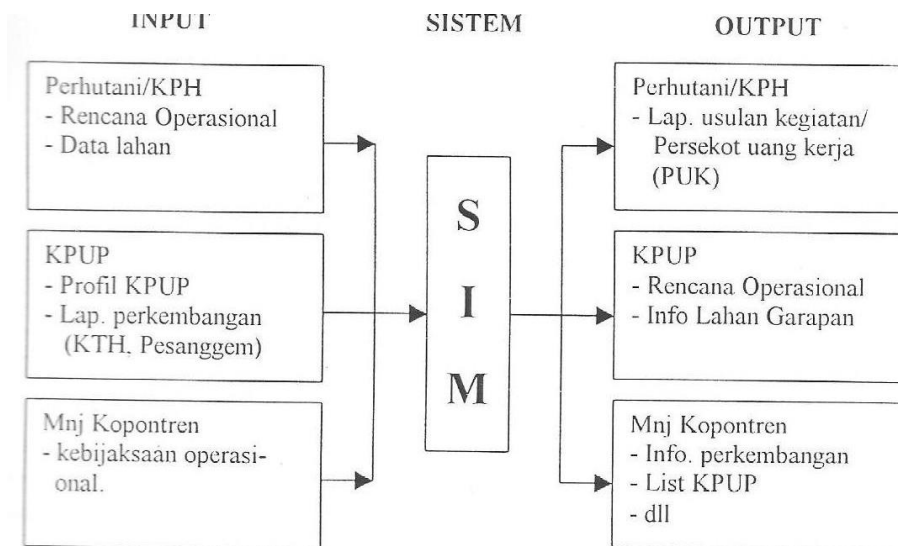 INPUT
SISTEM
OUTPUT
Perhutani/KPH
- Rencana Operasional
- Data lahan
KPUP
- Profil KPUP
- Lap. perkembangan
(KTH, Pesanggem)
Mnj Kopontren
- kebijaksaan operasi-
onal.
S
I
M
Perhutani/KPH
- Lap. usulan kegiatan/
Persekot uang kerja
(PUK)
KPUP
- Rencana Operasional
- Info Lahan Garapan
Mnj Kopontren
- Info. perkembangan
- List KPUP
- dll